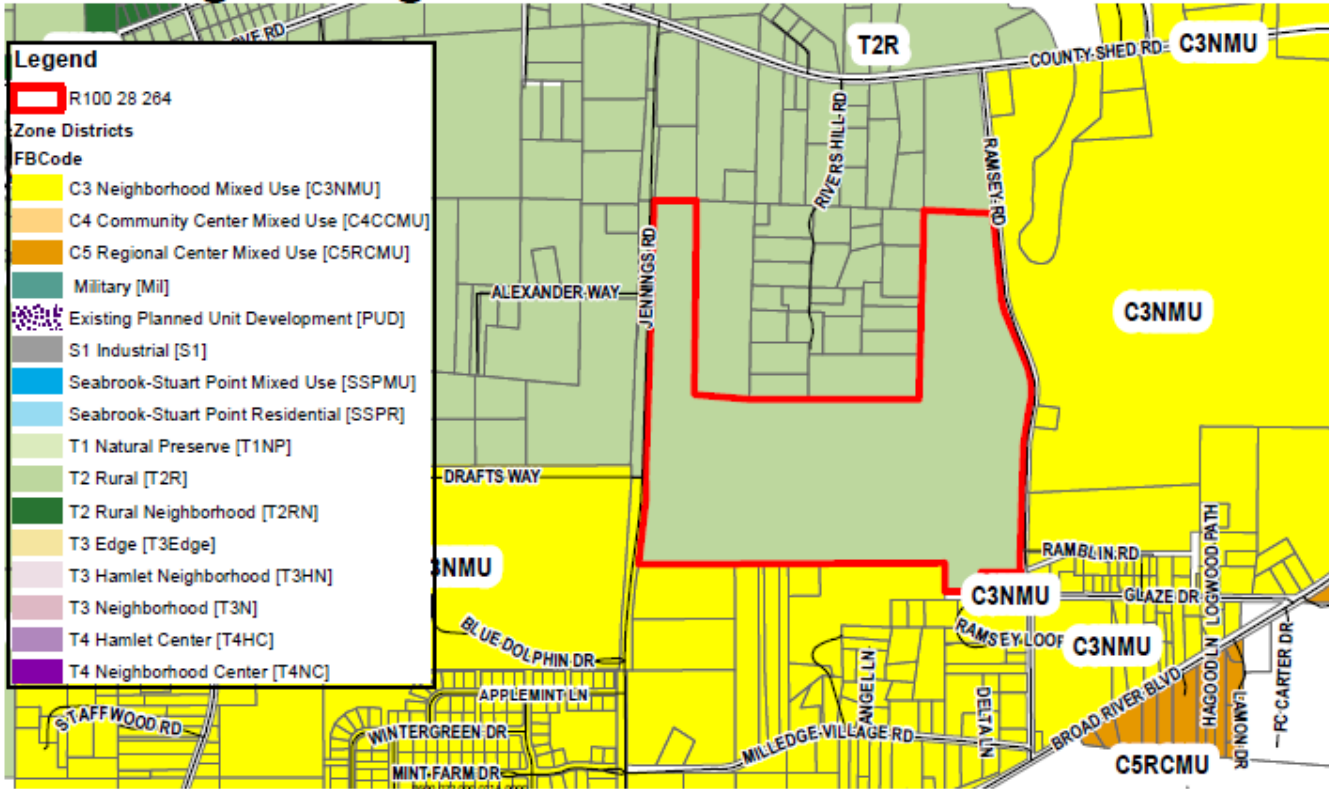 Legend
R100 28 264
Zone Districts
FBCode
C3 Neighborhood Mixed Use [C3NMU]
C4 Community Center Mixed Use [C4CCMU]
C5 Regional Center Mixed Use [C5RCMU]
Military [Mil]
Existing Planned Unit Development [PUD]
S1 Industrial [S1]
Seabrook-Stuart Point Mixed Use [SSPMU]
Seabrook-Stuart Point Residential [SSPR]
T1 Natural Preserve [T1NP]
T2 Rural [T2R]
T2 Rural Neighborhood [T2RN]
T3 Edge [T3Edge]
T3 Hamlet Neighborhood [T3HN]
T3 Neighborhood [T3N]
T4 Hamlet Center [T4HC]
T4 Neighborhood Center [T4NC]
RD
T2R
COUNTY SHED RD
C3NMU
RIVERS HILL RD
RAMSEY RD
JENNINGS RD
ALEXANDER WAY
C3NMU
DRAFTS WAY
3NMU
RAMBLIN RD
LOGWOOD PATH
C3NMU
GLAZE DR
BLUE DOLPHIN DR
RAMSEY LOOP
C3NMU
APPLEMINT LN
ANGEL LN
DELTA LN
HAGOOD LN
LAMON DR
FC CARTER DR
STAFFWOOD RD
WINTERGREEN DR
MILLEDGE VILLAGE RD
BROAD RIVER BLVD
MINT FARM DR
C5RCMU